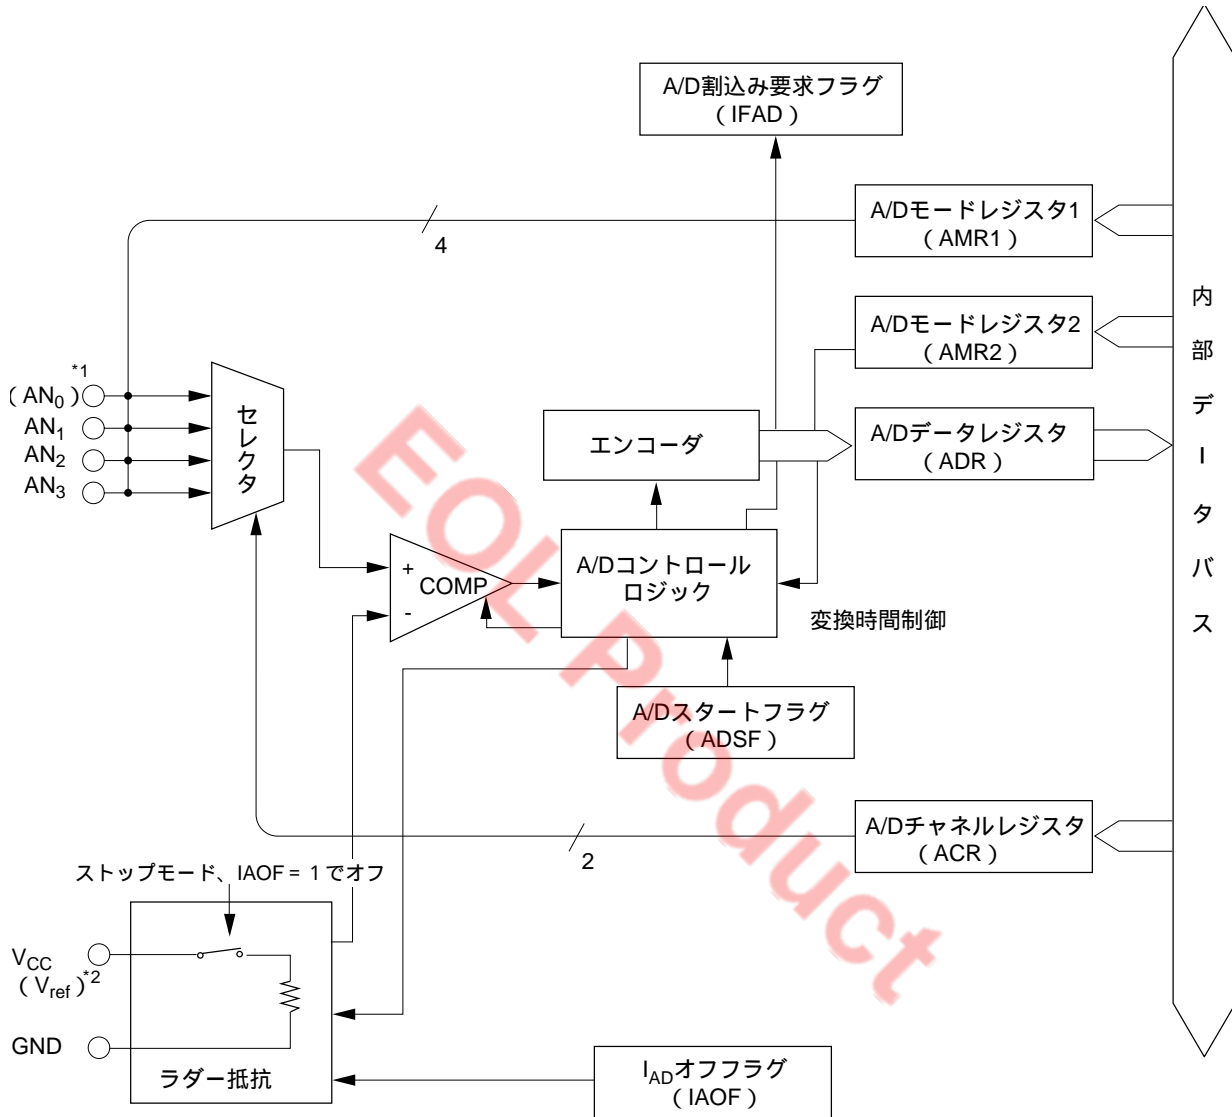 A/D割込み要求フラグ
（IFAD）
A/Dモードレジスタ1
（AMR1）
4
A/Dモードレジスタ2
（AMR2）
*1
（AN0）
AN1
AN2
AN3
セレクタ
エンコーダ
A/Dデータレジスタ
（ADR）
内部データバス
+
COMP
-
A/Dコントロール
ロジック
変換時間制御
A/Dスタートフラグ
（ADSF）
A/Dチャネルレジスタ
（ACR）
2
ストップモード、IAOF = 1 でオフ
VCC
（Vref）*2
GND
ラダー抵抗
IADオフフラグ
（IAOF）
EOL Product